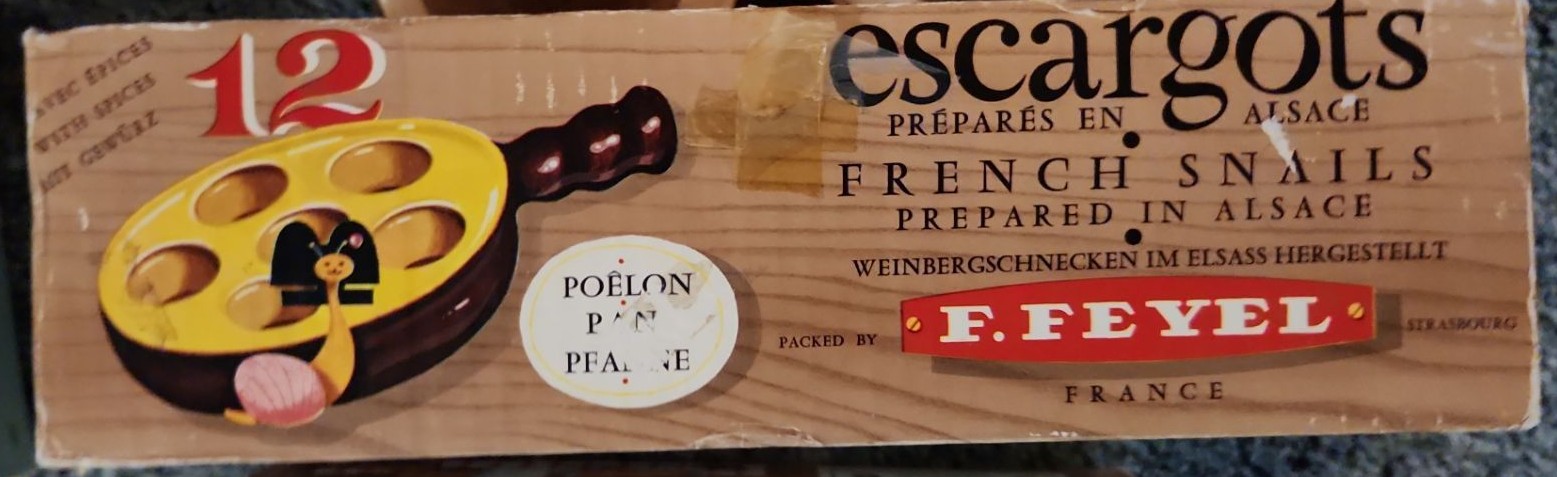 AVEC ÉPICES
WITH SPICES
MIT GEWÜRZ
12
POÊLON
PAN
PFANNE
escargots
PRÉPARÉS EN ALSACE
FRENCH SNAILS
PREPARED IN ALSACE
WEINBERGSCHNECKEN IM ELSASS HERGESTELLT
PACKED BY F. FEYEL STRASBOURG
FRANCE